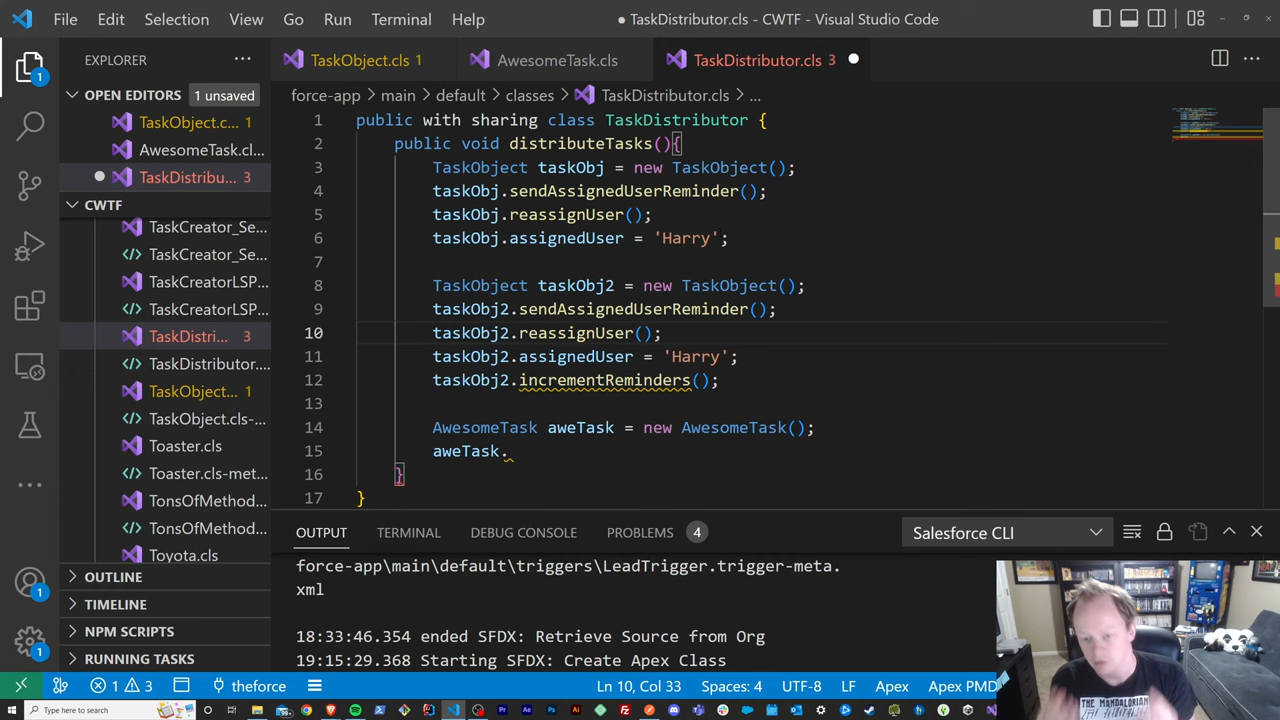 File Edit Selection View Go Run Terminal Help
● TaskDistributor.cls - CWTF - Visual Studio Code
EXPLORER ...
TaskObject.cls 1
AwesomeTask.cls
TaskDistributor.cls 3
OPEN EDITORS 1 unsaved
TaskObject.c... 1
AwesomeTask.cl...
TaskDistribu... 3
CWTF
TaskCreator_Se...
TaskCreator_Se...
TaskCreatorLSP...
TaskCreatorLSP...
TaskDistri... 3
TaskDistributor....
TaskObject... 1
TaskObject.cls-...
Toaster.cls
Toaster.cls-met...
TonsOfMethod...
TonsOfMethod...
Toyota.cls
OUTLINE
TIMELINE
NPM SCRIPTS
RUNNING TASKS
1
1
1
force-app > main > default > classes > TaskDistributor.cls > ...
1 public with sharing class TaskDistributor {
2 public void distributeTasks(){
3 TaskObject taskObj = new TaskObject();
4 taskObj.sendAssignedUserReminder();
5 taskObj.reassignUser();
6 taskObj.assignedUser = 'Harry';
7
8 TaskObject taskObj2 = new TaskObject();
9 taskObj2.sendAssignedUserReminder();
10 taskObj2.reassignUser();
11 taskObj2.assignedUser = 'Harry';
12 taskObj2.incrementReminders();
13
14 AwesomeTask aweTask = new AwesomeTask();
15 aweTask.
16 }
17 }
OUTPUT TERMINAL DEBUG CONSOLE PROBLEMS 4
Salesforce CLI
force-app\main\default\triggers\LeadTrigger.trigger-meta.
xml
18:33:46.354 ended SFDX: Retrieve Source from Org
19:15:29.368 Starting SFDX: Create Apex Class
THE MANDALORIAN
1 3 theforce
Ln 10, Col 33 Spaces: 4 UTF-8 LF Apex Apex PMD
Type here to search